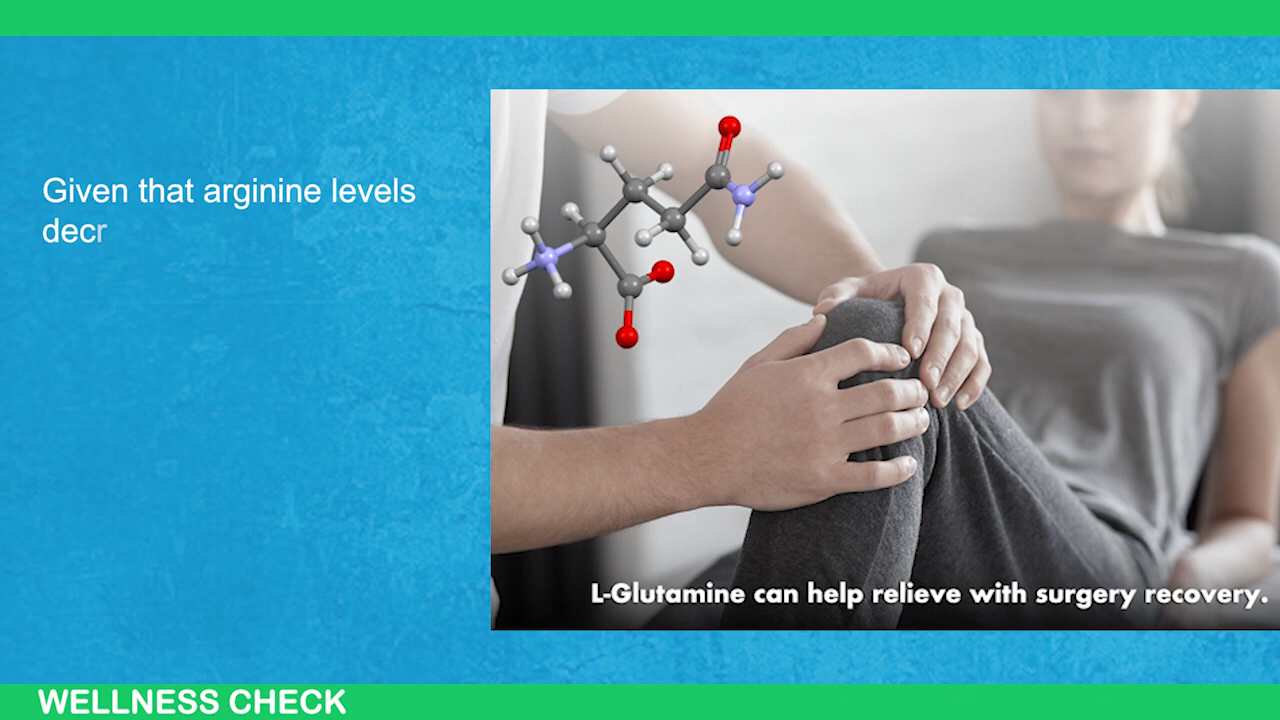 Given that arginine levels
decr
L-Glutamine can help relieve with surgery recovery.
WELLNESS CHECK